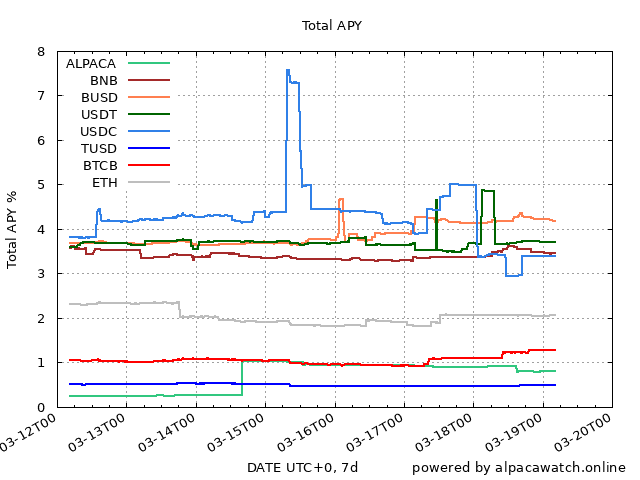 Total APY
Total APY %
8
7
6
5
4
3
2
1
0
ALPACA
BNB
BUSD
USDT
USDC
TUSD
BTCB
ETH
03-12T00
03-13T00
03-14T00
03-15T00
03-16T00
03-17T00
03-18T00
03-19T00
03-20T00
DATE UTC+0, 7d
powered by alpacawatch.online